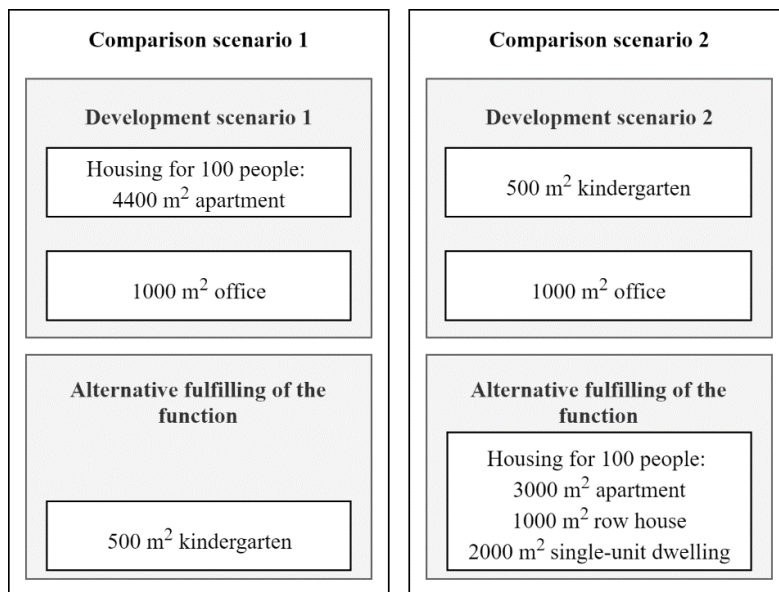 Comparison scenario 1
Development scenario 1
Housing for 100 people:
4400 m² apartment
1000 m² office
Alternative fulfilling of the
function
500 m² kindergarten
Comparison scenario 2
Development scenario 2
500 m² kindergarten
1000 m² office
Alternative fulfilling of the
function
Housing for 100 people:
3000 m² apartment
1000 m² row house
2000 m² single-unit dwelling